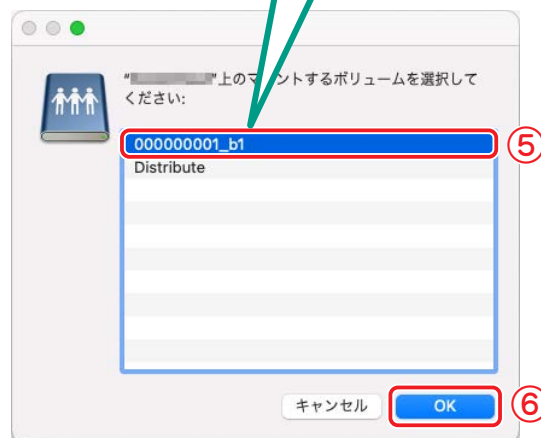 “ ”上のマウントするボリュームを選択して
ください:
000000001_b1
⑤
Distribute
キャンセル
OK
⑥